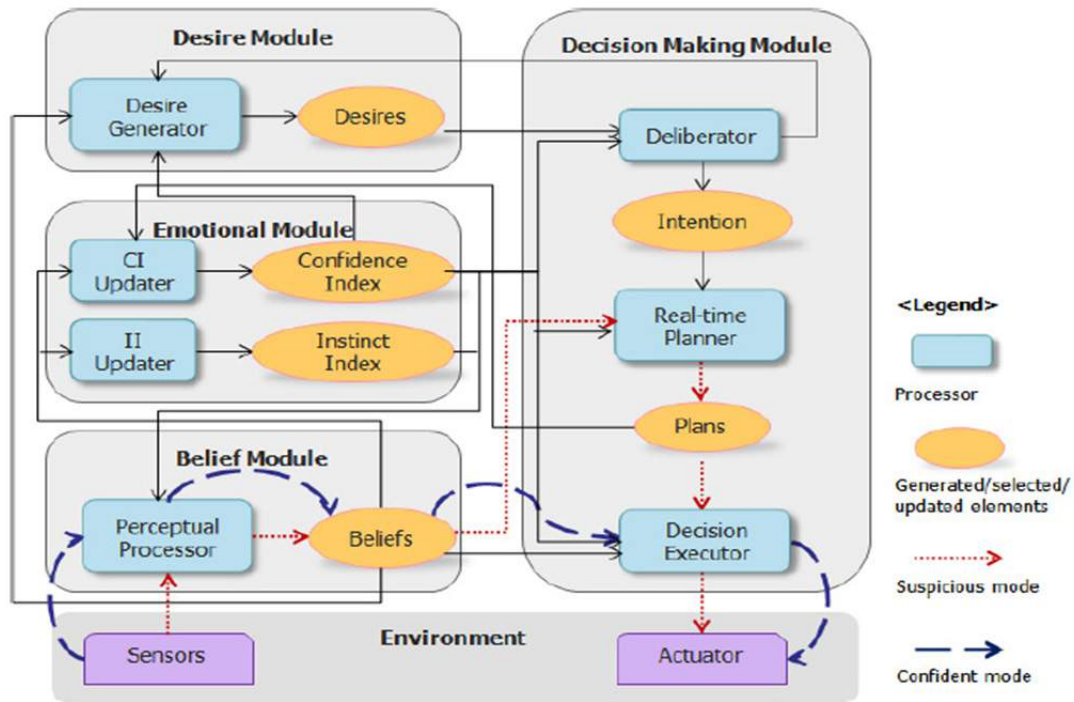 Desire Module
Decision Making Module
Desire
Generator
Desires
Deliberator
Intention
Emotional Module
CI
Updater
Confidence
Index
II
Updater
Instinct
Index
Real-time
Planner
Plans
Belief Module
Perceptual
Processor
Beliefs
Decision
Executor
Environment
Sensors
Actuator
<Legend>
Processor
Generated/selected/
updated elements
Suspicious mode
Confident mode